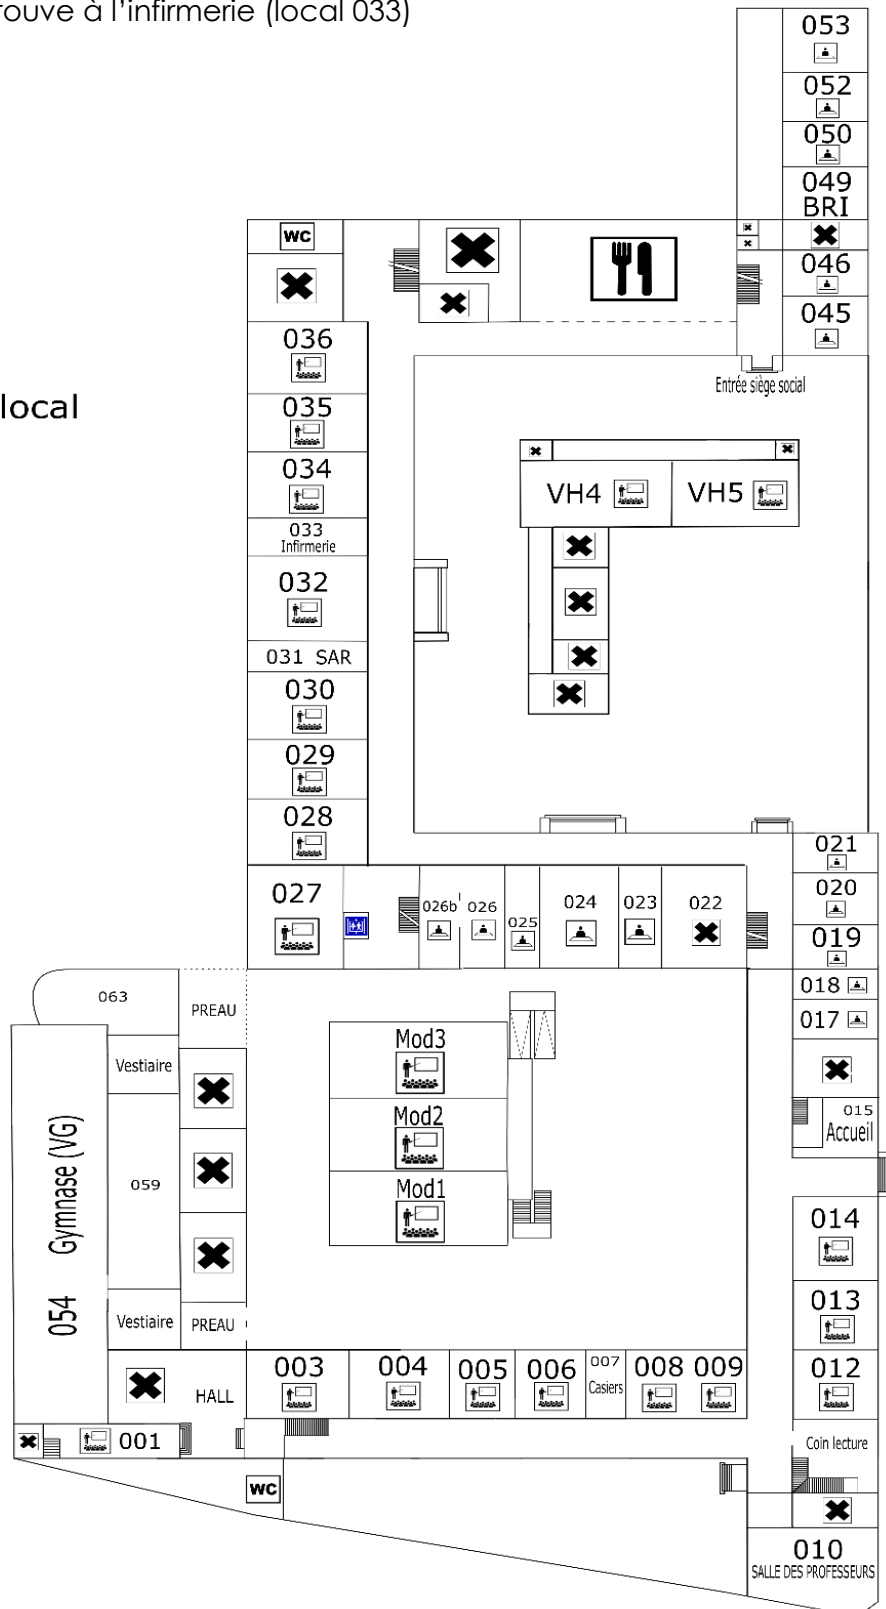 rouve à l'infirmerie (local 033)
053
052
050
049
BRI
WC
046
045
036
Entrée siège social
local
035
034
VH4
VH5
033
Infirmerie
032
031 SAR
030
029
028
021
027
026b
026
025
024
023
022
020
019
018
017
063
PREAU
Mod3
Vestiaire
Mod2
015
Accueil
059
Mod1
054 Gymnase (VG)
014
013
Vestiaire
PREAU
003
004
005
006
007
Casiers
008
009
012
HALL
001
Coin lecture
WC
010
SALLE DES PROFESSEURS